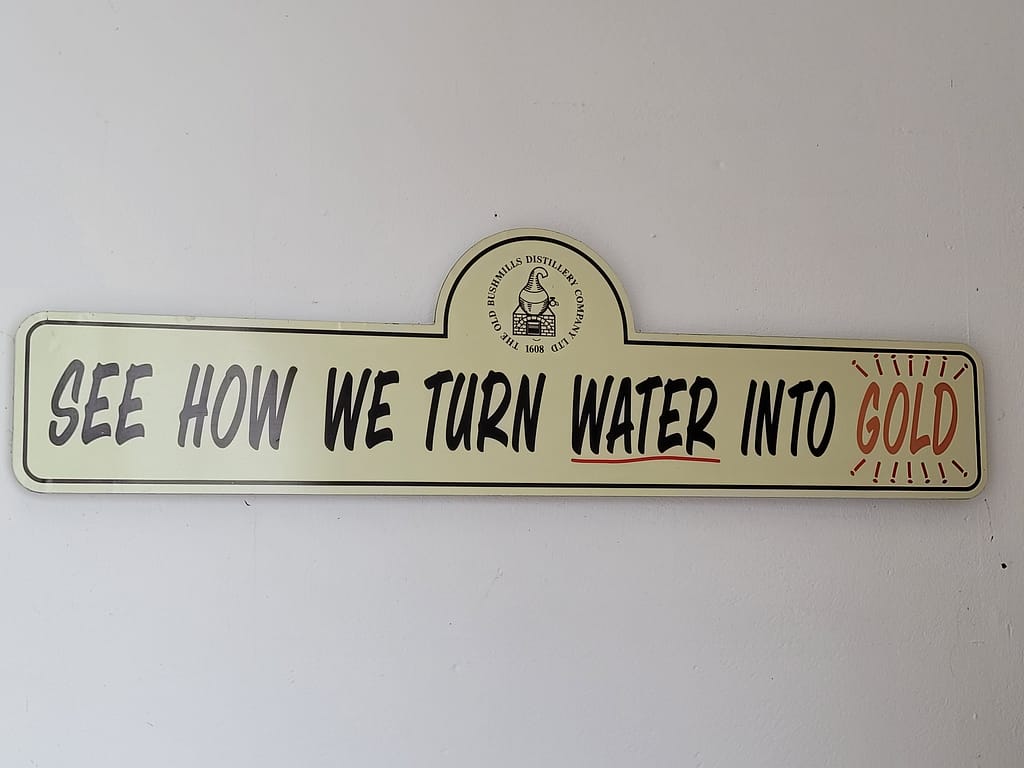 THE OLD BUSHMILLS DISTILLERY COMPANY LTD
1608
SEE HOW WE TURN WATER INTO GOLD